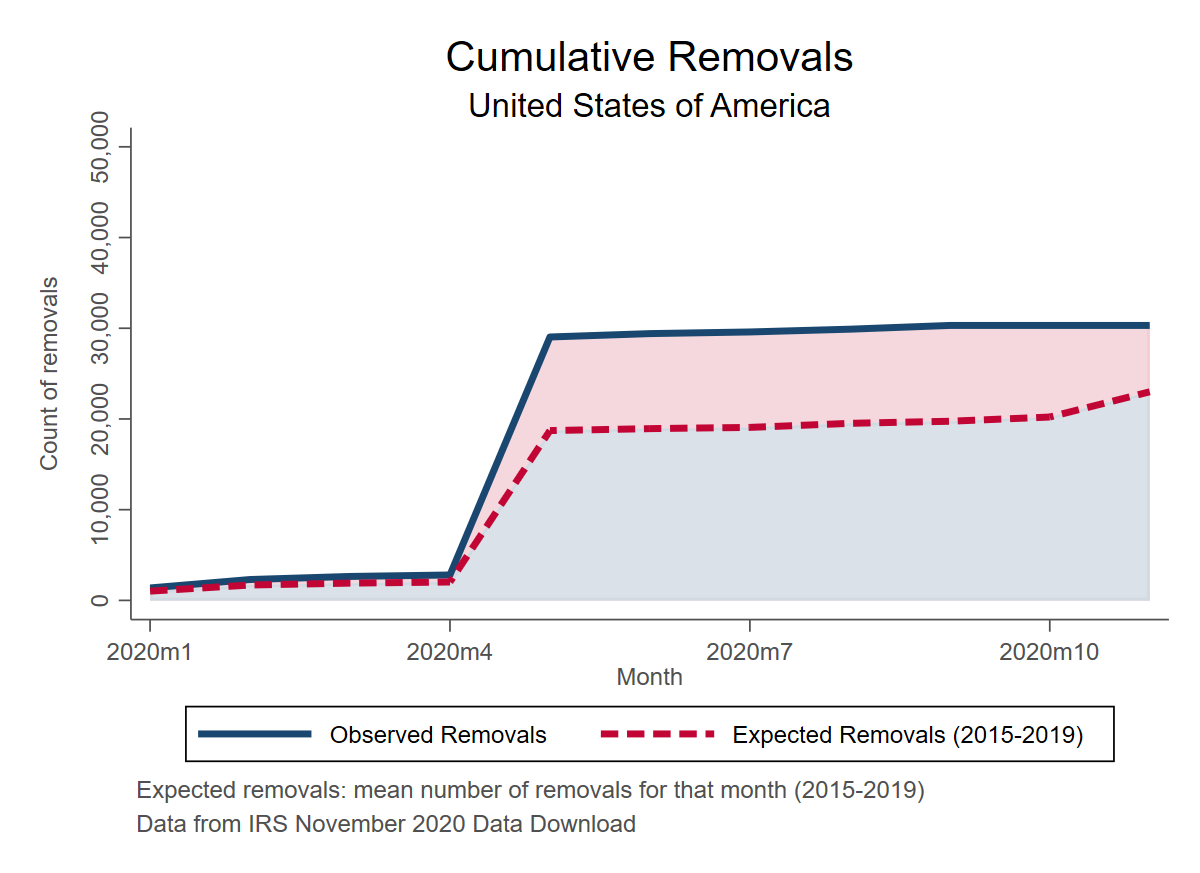 Cumulative Removals
United States of America
50,000
40,000
30,000
20,000
10,000
0
Count of removals
2020m1 2020m4 2020m7 2020m10
Month
Observed Removals Expected Removals (2015-2019)
Expected removals: mean number of removals for that month (2015-2019)
Data from IRS November 2020 Data Download